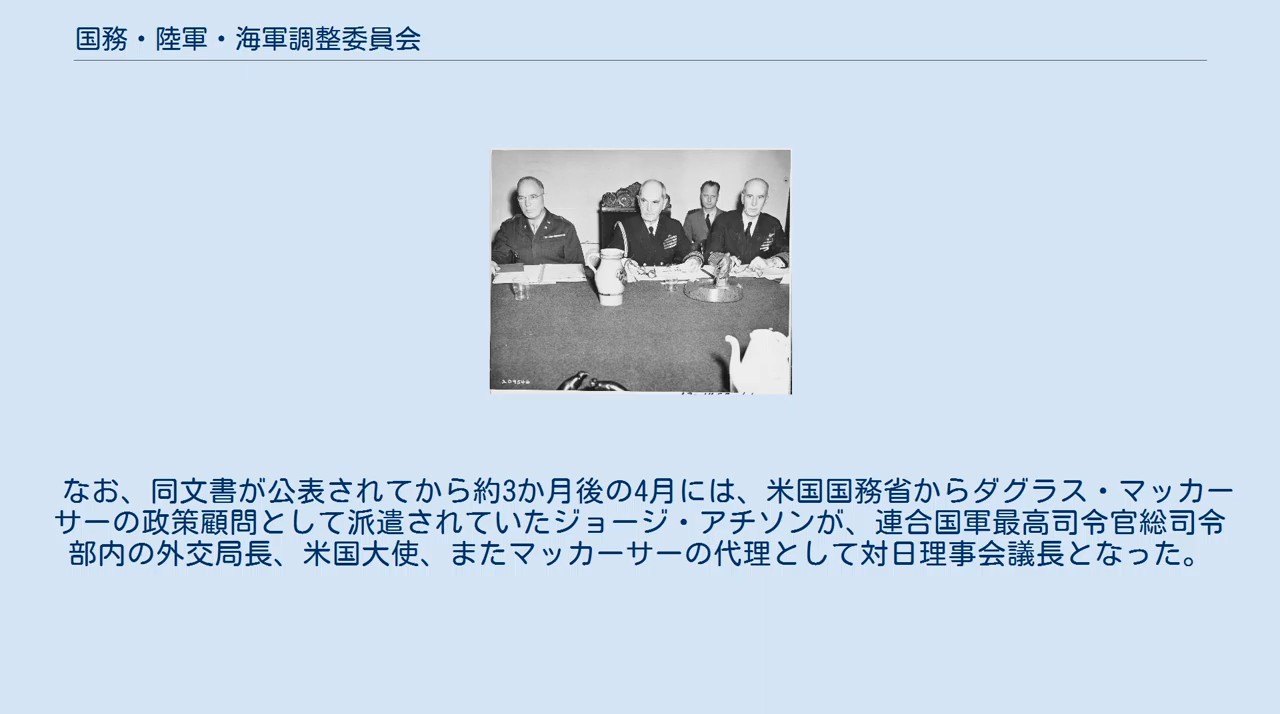 国務・陸軍・海軍調整委員会
209546
なお、同文書が公表されてから約3か月後の4月には、米国国務省からダグラス・マッカー
サーの政策顧問として派遣されていたジョージ・アチソンが、連合国軍最高司令官総司令
部内の外交局長、米国大使、またマッカーサーの代理として対日理事会議長となった。